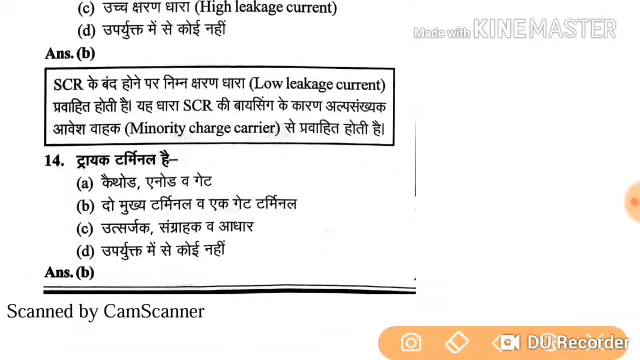 (c) उच्च क्षरण धारा (High leakage current)
Made with KINEMASTER
(d) उपर्युक्त में से कोई नहीं
Ans. (b)
SCR के बंद होने पर निम्न क्षरण धारा (Low leakage current)
प्रवाहित होती है। यह धारा SCR की बायसिंग के कारण अल्पसंख्यक
आवेश वाहक (Minority charge carrier) से प्रवाहित होती है।
14. ट्रायक टर्मिनल है–
(a) कैथोड, एनोड व गेट
(b) दो मुख्य टर्मिनल व एक गेट टर्मिनल
(c) उत्सर्जक, संग्राहक व आधार
(d) उपर्युक्त में से कोई नहीं
Ans. (b)
Scanned by CamScanner
DU Recorder